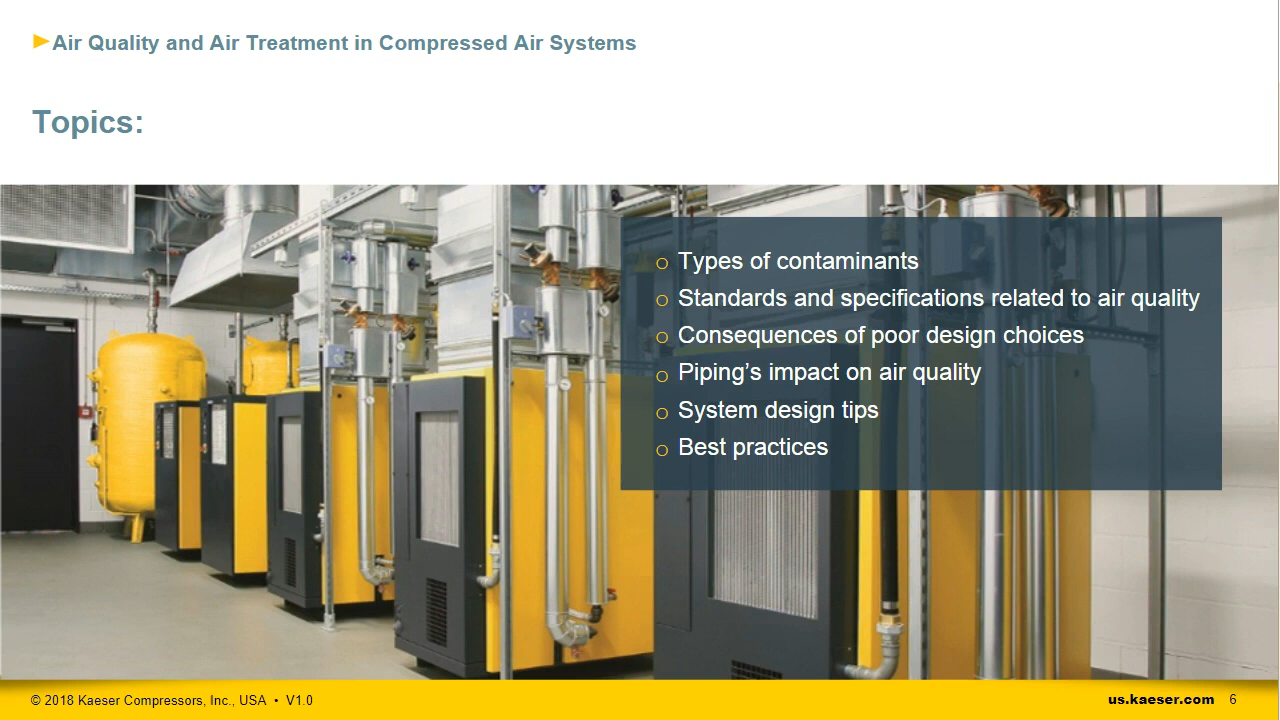 Air Quality and Air Treatment in Compressed Air Systems
Topics:
Types of contaminants
Standards and specifications related to air quality
Consequences of poor design choices
Piping’s impact on air quality
System design tips
Best practices
© 2018 Kaeser Compressors, Inc., USA • V1.0
us.kaeser.com 6